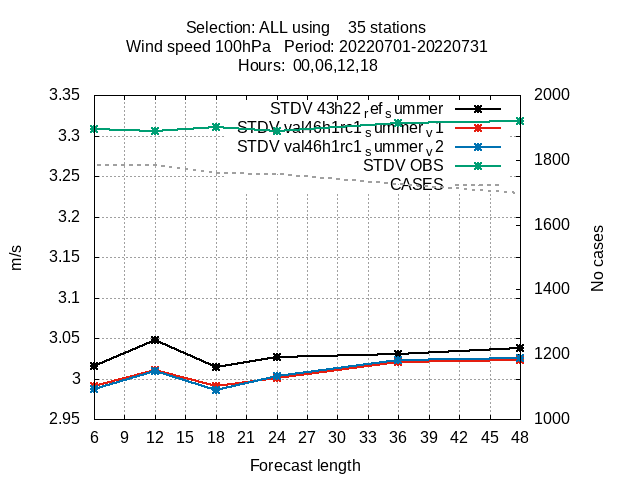 Selection: ALL using 35 stations
Wind speed 100hPa Period: 20220701-20220731
Hours: 00,06,12,18
3.35
3.3
3.25
3.2
3.15
3.1
3.05
3
2.95
m/s
STDV 43h22_ref_summer
STDV val46h1rc1_summer_v1
STDV val46h1rc1_summer_v2
STDV OBS
CASES
2000
1800
1600
1400
1200
1000
No cases
6 9 12 15 18 21 24 27 30 33 36 39 42 45 48
Forecast length